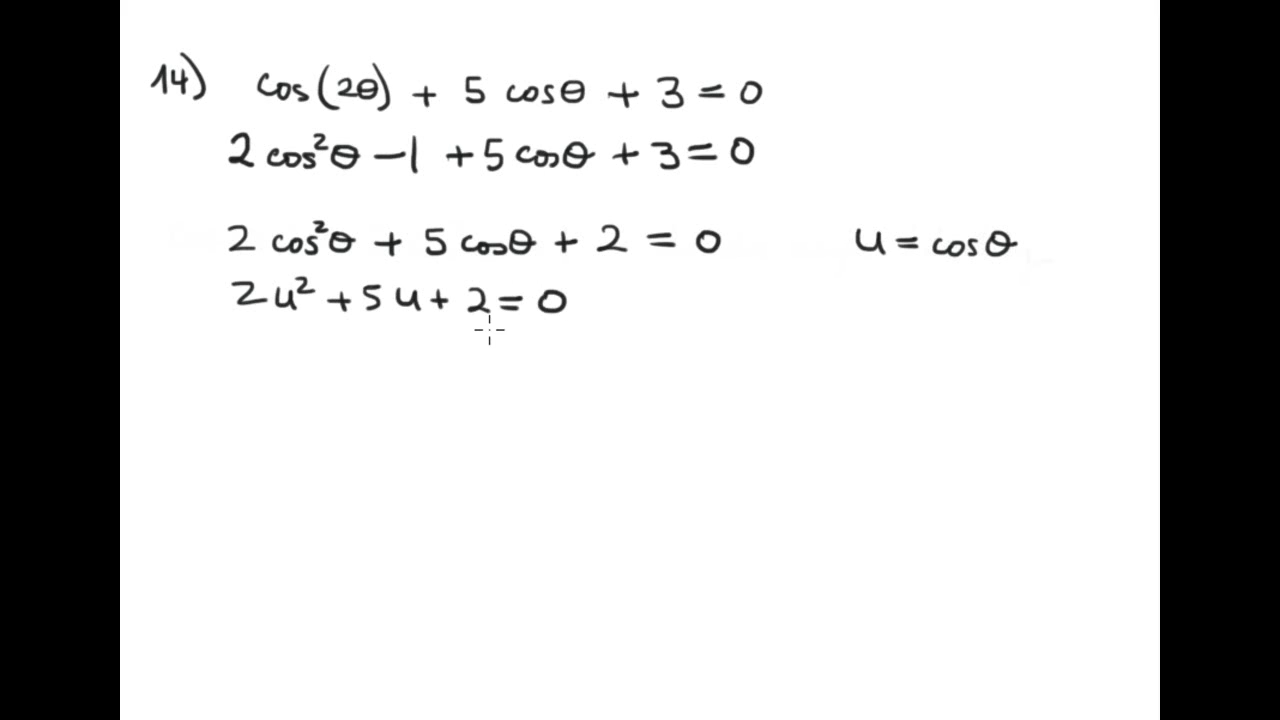 14) cos(2θ) + 5 cosθ + 3 = 0
2 cos²θ − 1 + 5 cosθ + 3 = 0
2 cos²θ + 5 cosθ + 2 = 0 u = cosθ
2u² + 5u + 2 = 0